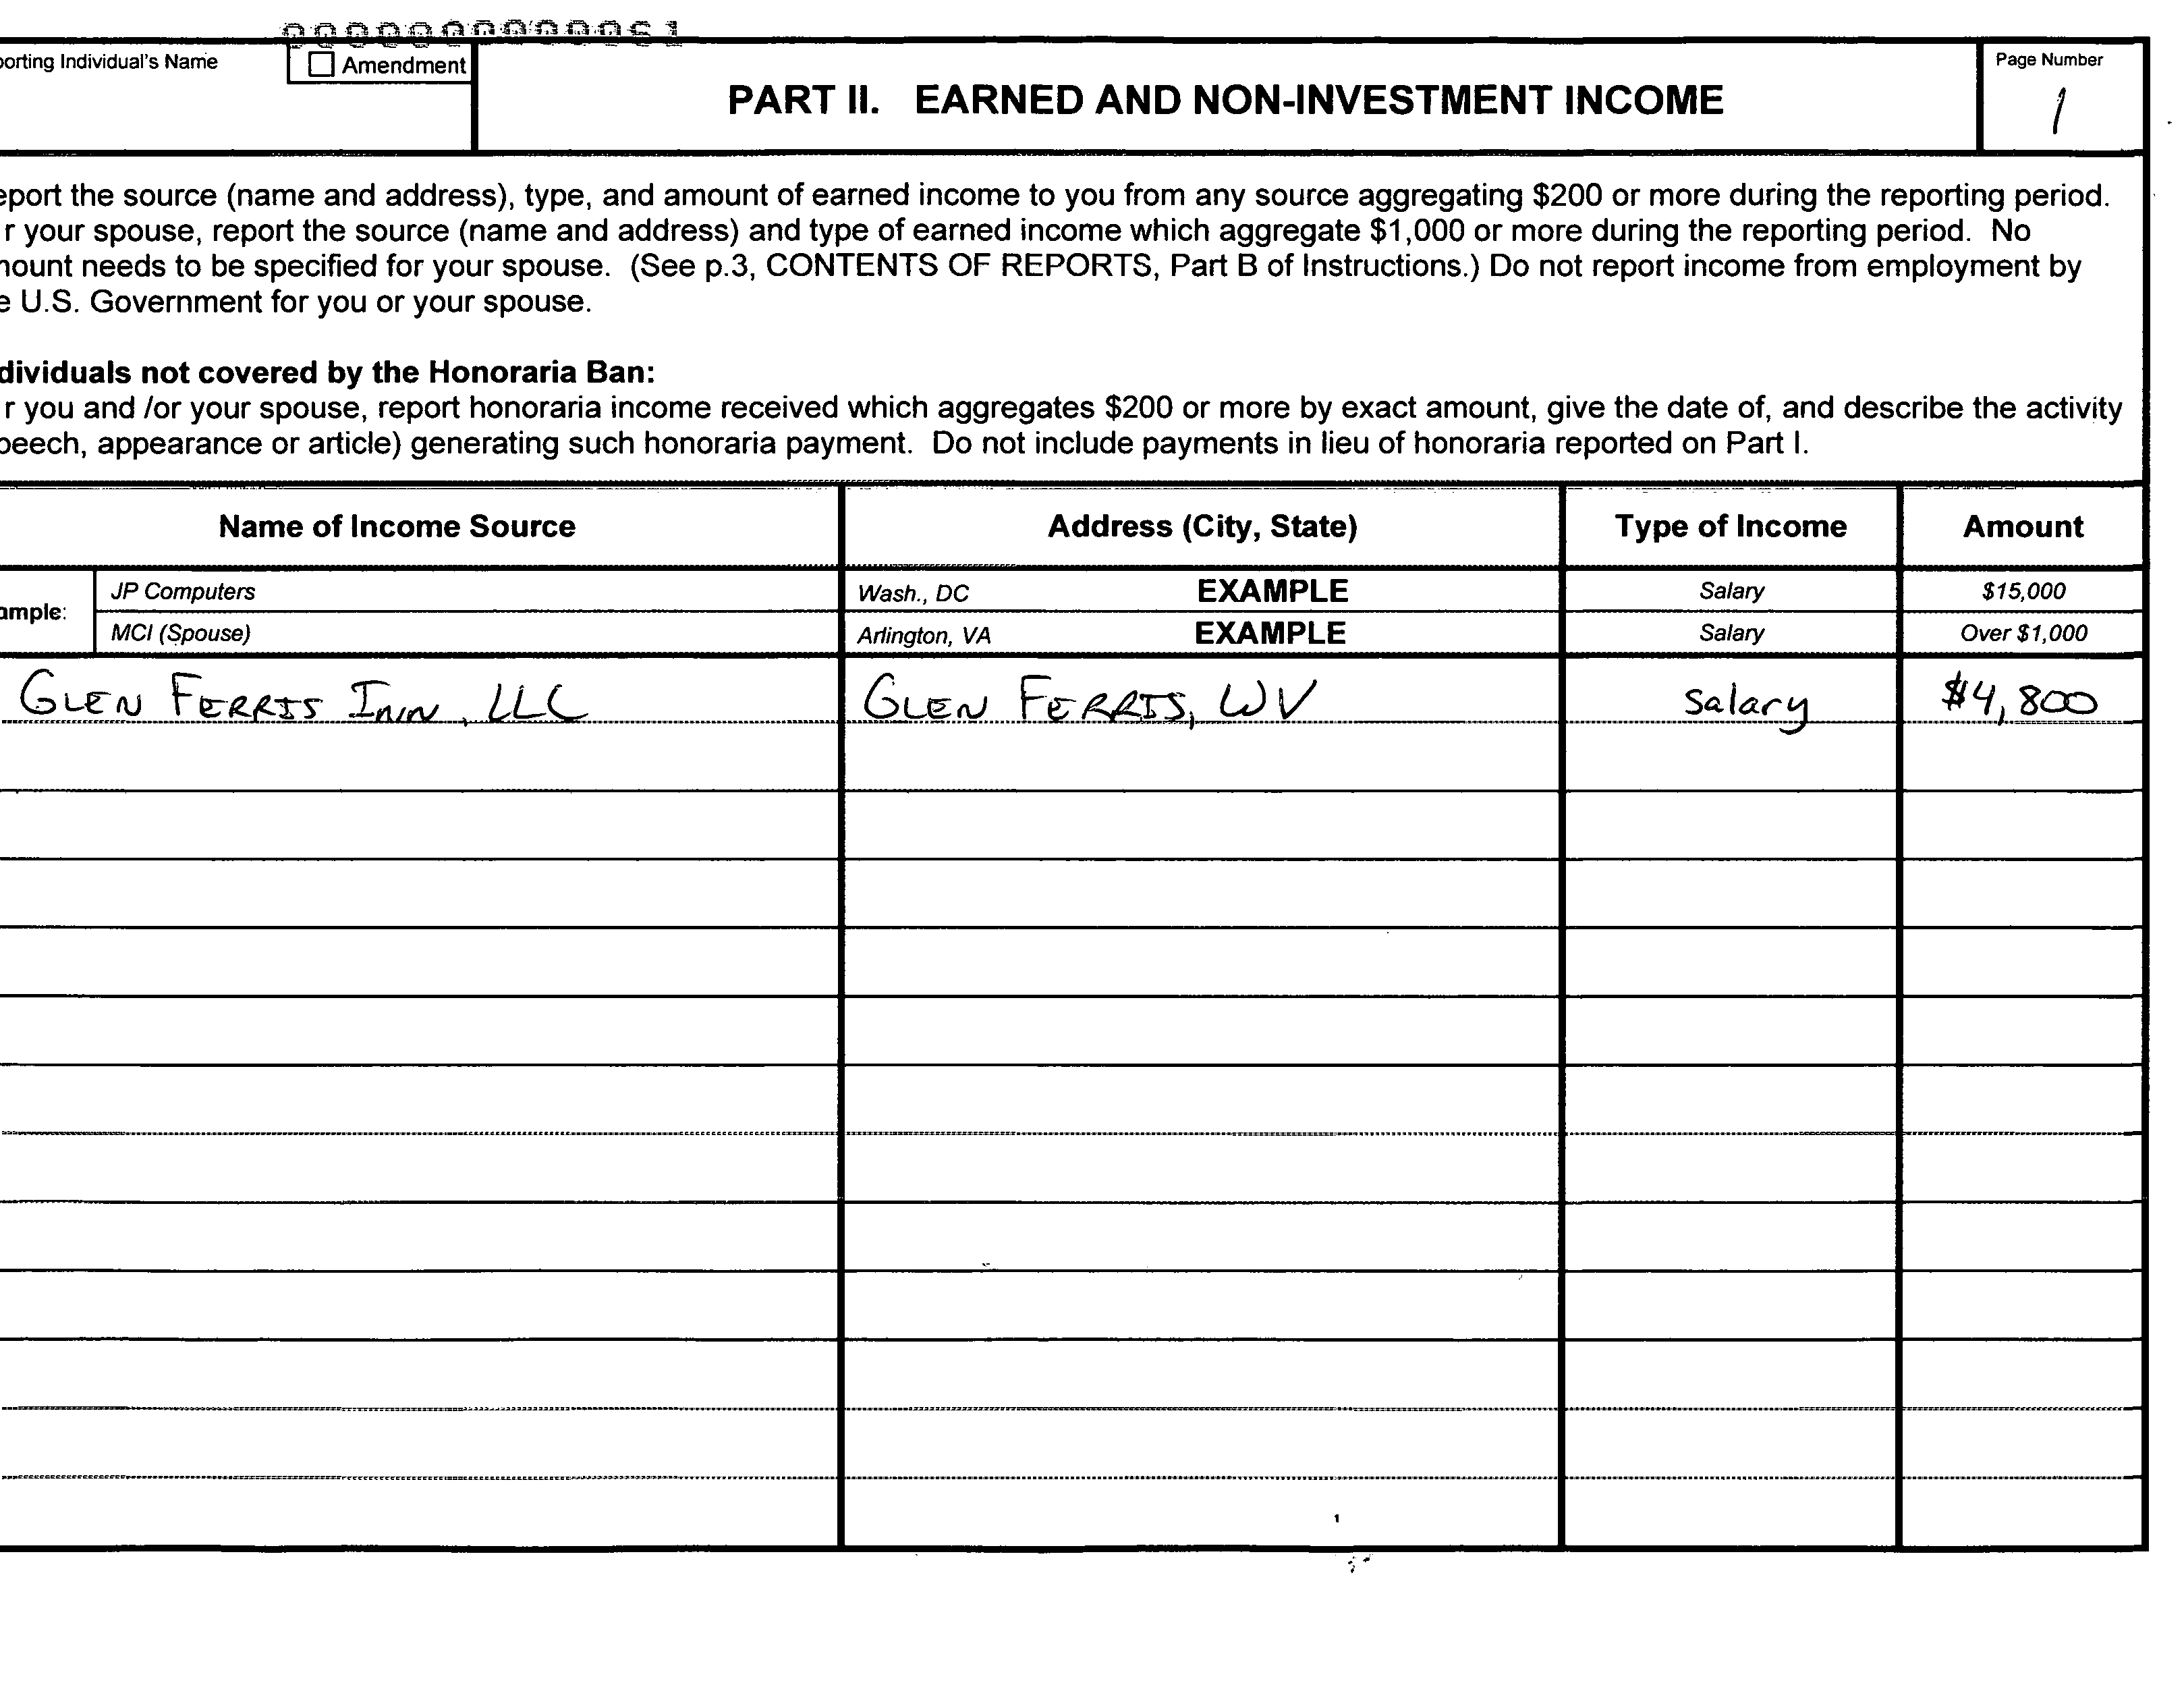 porting Individual's Name
Amendment
PART II. EARNED AND NON-INVESTMENT INCOME
Page Number
1
eport the source (name and address), type, and amount of earned income to you from any source aggregating $200 or more during the reporting period.
r your spouse, report the source (name and address) and type of earned income which aggregate $1,000 or more during the reporting period. No
nount needs to be specified for your spouse. (See p.3, CONTENTS OF REPORTS, Part B of Instructions.) Do not report income from employment by
e U.S. Government for you or your spouse.
dividuals not covered by the Honoraria Ban:
r you and /or your spouse, report honoraria income received which aggregates $200 or more by exact amount, give the date of, and describe the activity
peech, appearance or article) generating such honoraria payment. Do not include payments in lieu of honoraria reported on Part I.
Name of Income Source Address (City, State) Type of Income Amount
ample:
JP Computers Wash., DC EXAMPLE Salary $15,000
MCI (Spouse) Arlington, VA EXAMPLE Salary Over $1,000
GLEN FERRIS Inn, LLC GLEN FERRIS, WV Salary $4,800